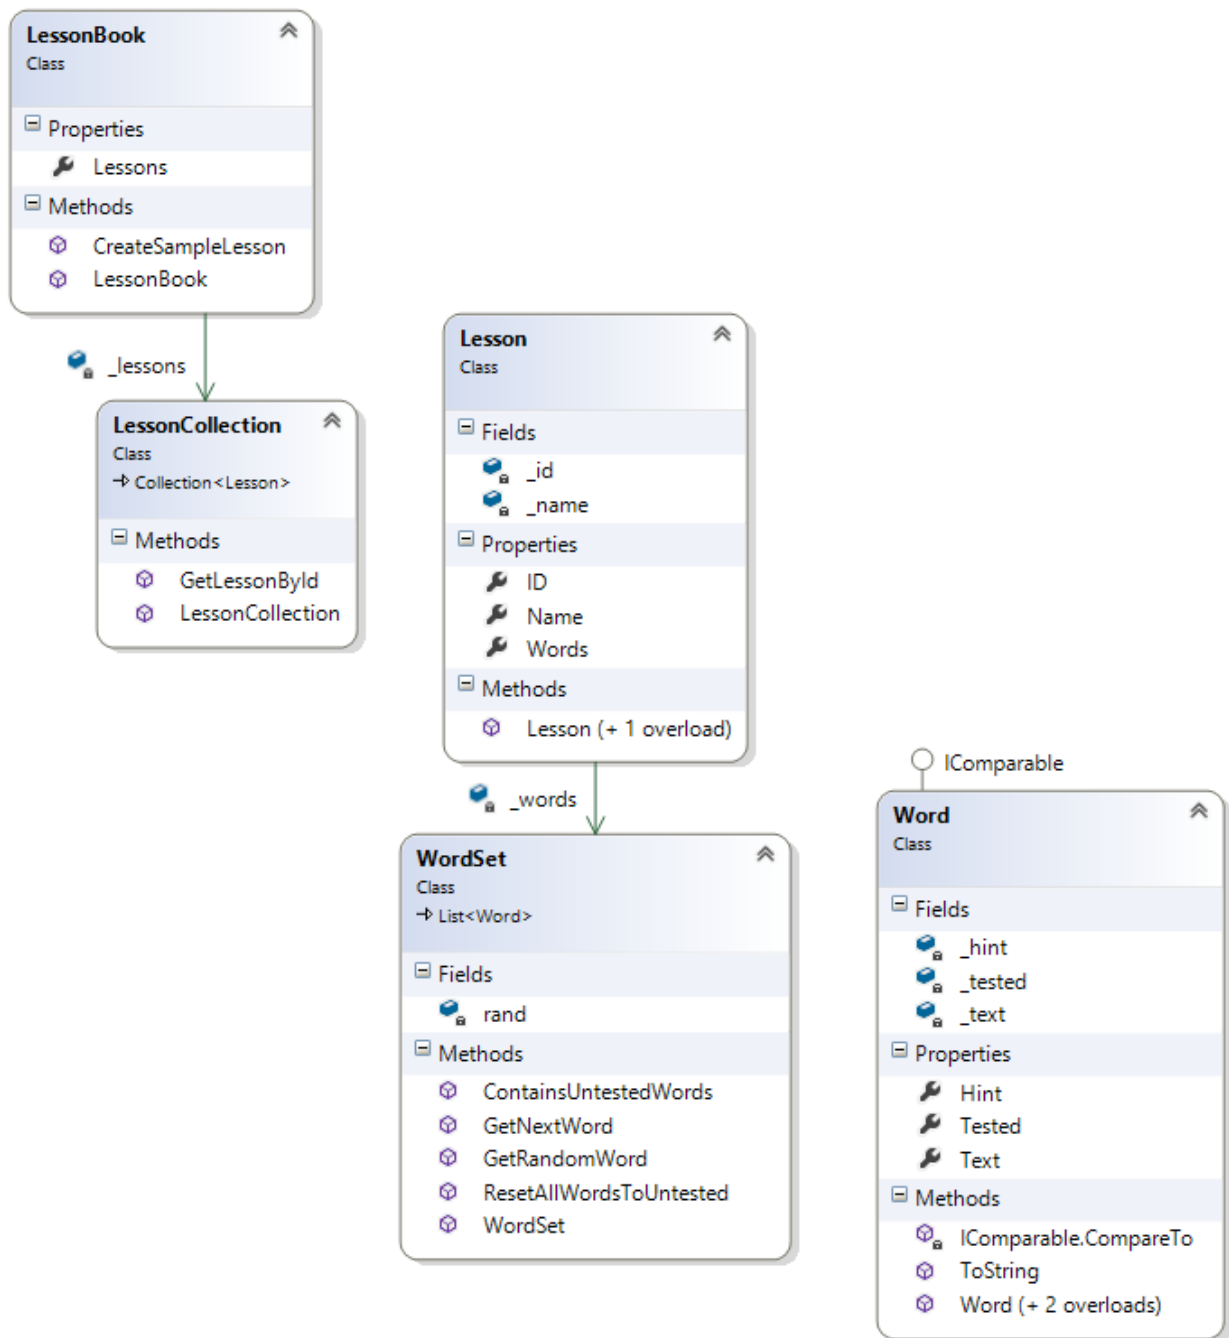 LessonBook
Class
Properties
Lessons
Methods
CreateSampleLesson
LessonBook
_lessons
LessonCollection
Class
Collection<Lesson>
Methods
GetLessonById
LessonCollection
Lesson
Class
Fields
_id
_name
Properties
ID
Name
Words
Methods
Lesson (+ 1 overload)
_words
WordSet
Class
List<Word>
Fields
rand
Methods
ContainsUntestedWords
GetNextWord
GetRandomWord
ResetAllWordsToUntested
WordSet
IComparable
Word
Class
Fields
_hint
_tested
_text
Properties
Hint
Tested
Text
Methods
IComparable.CompareTo
ToString
Word (+ 2 overloads)